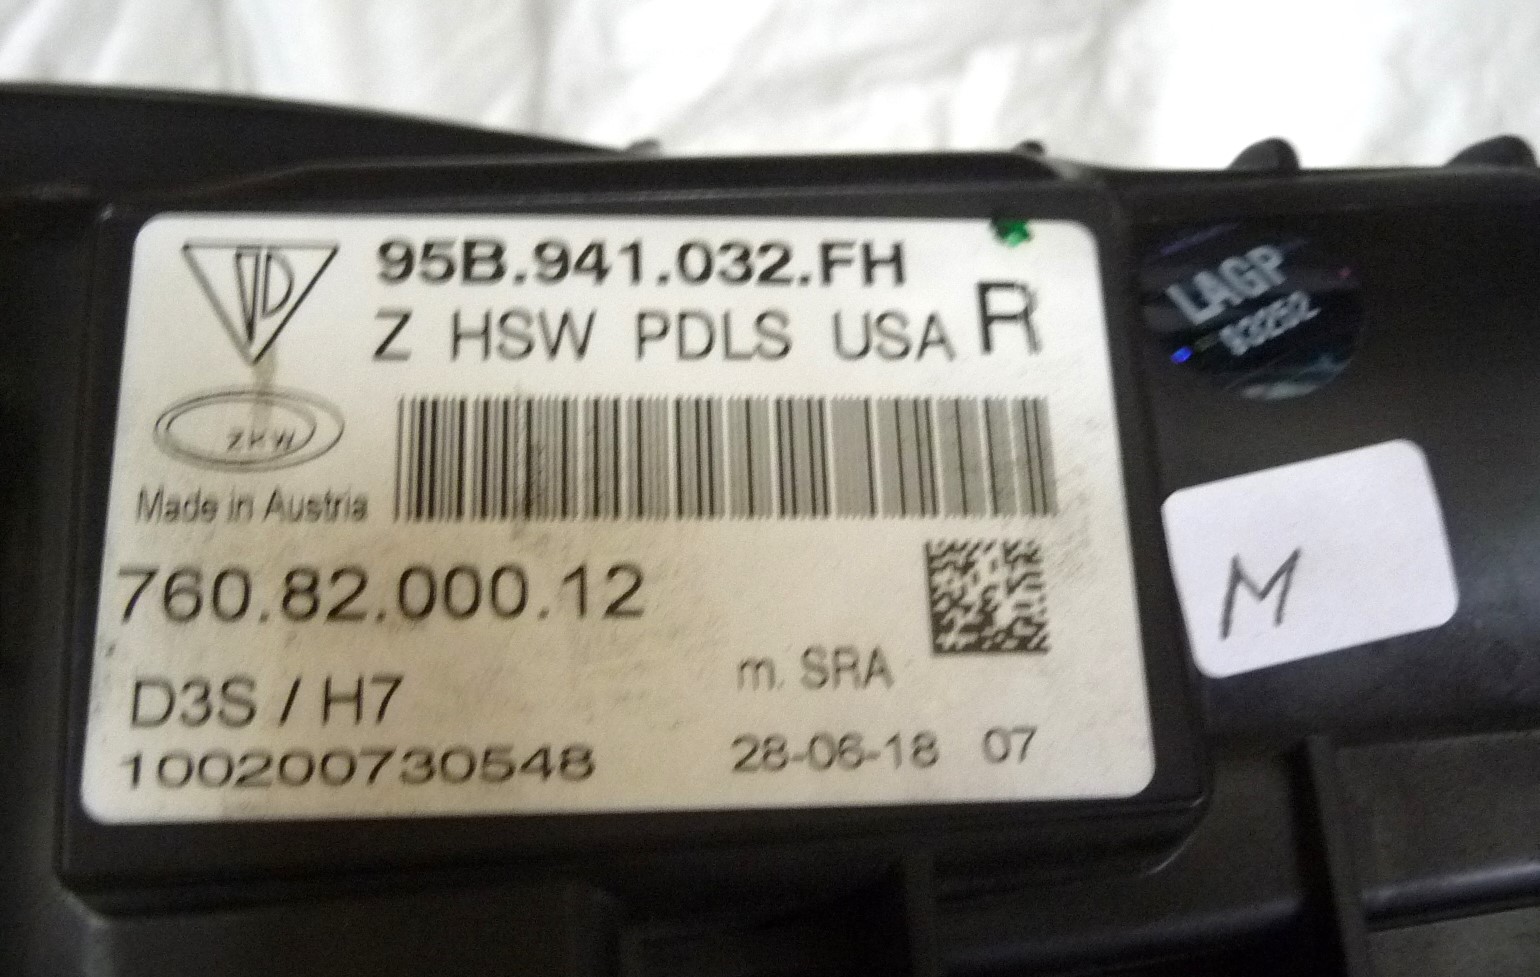 95B.941.032.FH
Z HSW PDLS USA R
ZKW
Made in Austria
760.82.000.12
m. SRA
D3S / H7
100200730548
28-06-18 07
LAGP
M